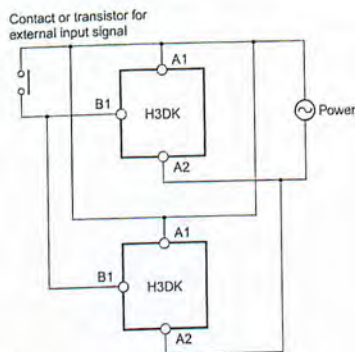 Contact or transistor for
external input signal
A1
B1
H3DK
Power
A2
A1
B1
H3DK
A2